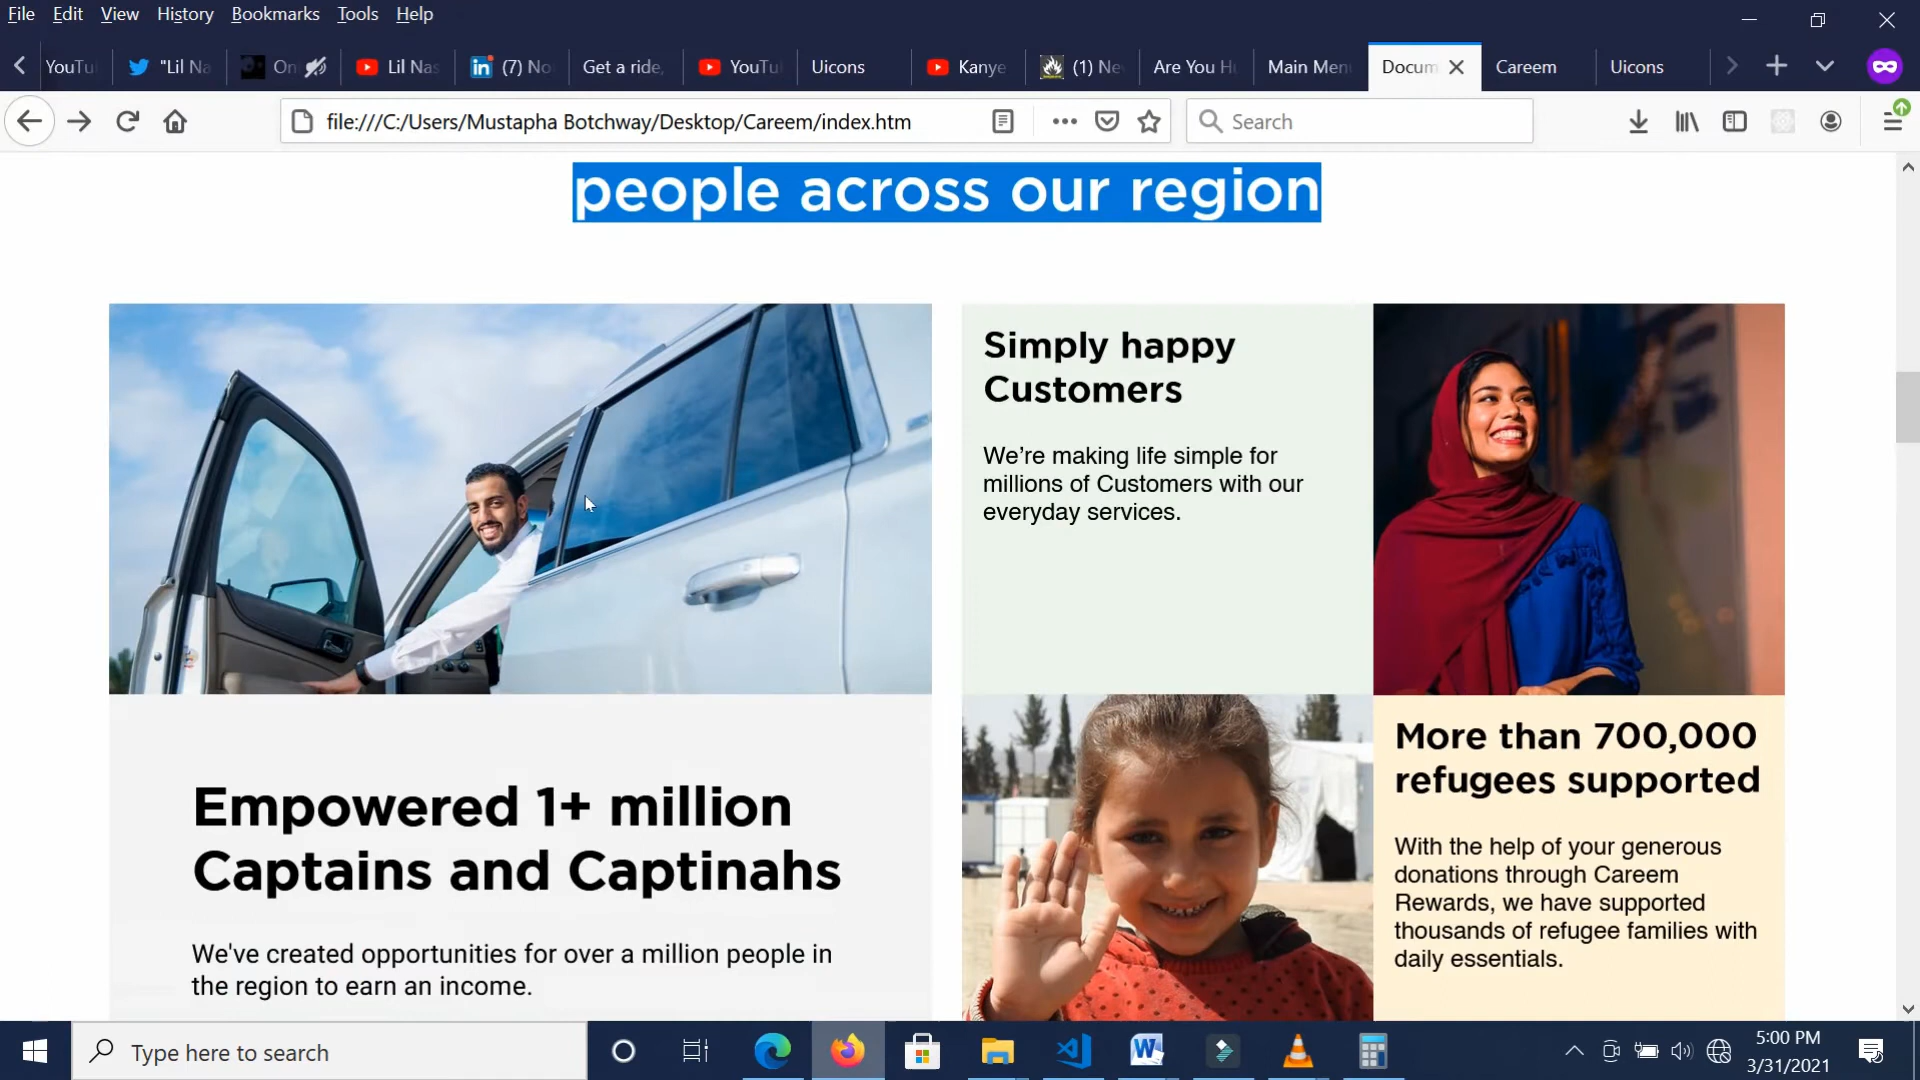 File Edit View History Bookmarks Tools Help
YouTu "Lil Na On Lil Nas (7) No Get a ride, YouTu Uicons Kanye (1) Ne Are You H Main Men Docum Careem Uicons
file:///C:/Users/Mustapha Botchway/Desktop/Careem/index.htm Search
people across our region
Simply happy
Customers
We’re making life simple for
millions of Customers with our
everyday services.
Empowered 1+ million
Captains and Captinahs
We've created opportunities for over a million people in
the region to earn an income.
More than 700,000
refugees supported
With the help of your generous
donations through Careem
Rewards, we have supported
thousands of refugee families with
daily essentials.
Type here to search
5:00 PM
3/31/2021